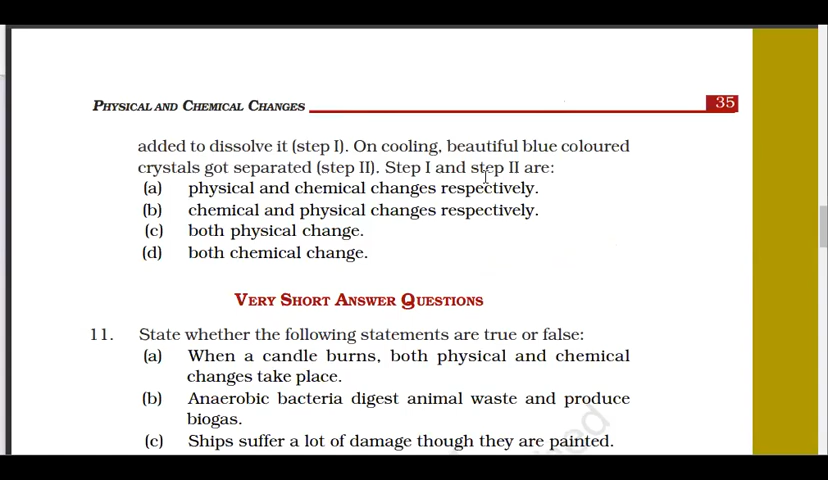 PHYSICAL AND CHEMICAL CHANGES 35
added to dissolve it (step I). On cooling, beautiful blue coloured
crystals got separated (step II). Step I and step II are:
(a) physical and chemical changes respectively.
(b) chemical and physical changes respectively.
(c) both physical change.
(d) both chemical change.
VERY SHORT ANSWER QUESTIONS
11. State whether the following statements are true or false:
(a) When a candle burns, both physical and chemical
changes take place.
(b) Anaerobic bacteria digest animal waste and produce
biogas.
(c) Ships suffer a lot of damage though they are painted.